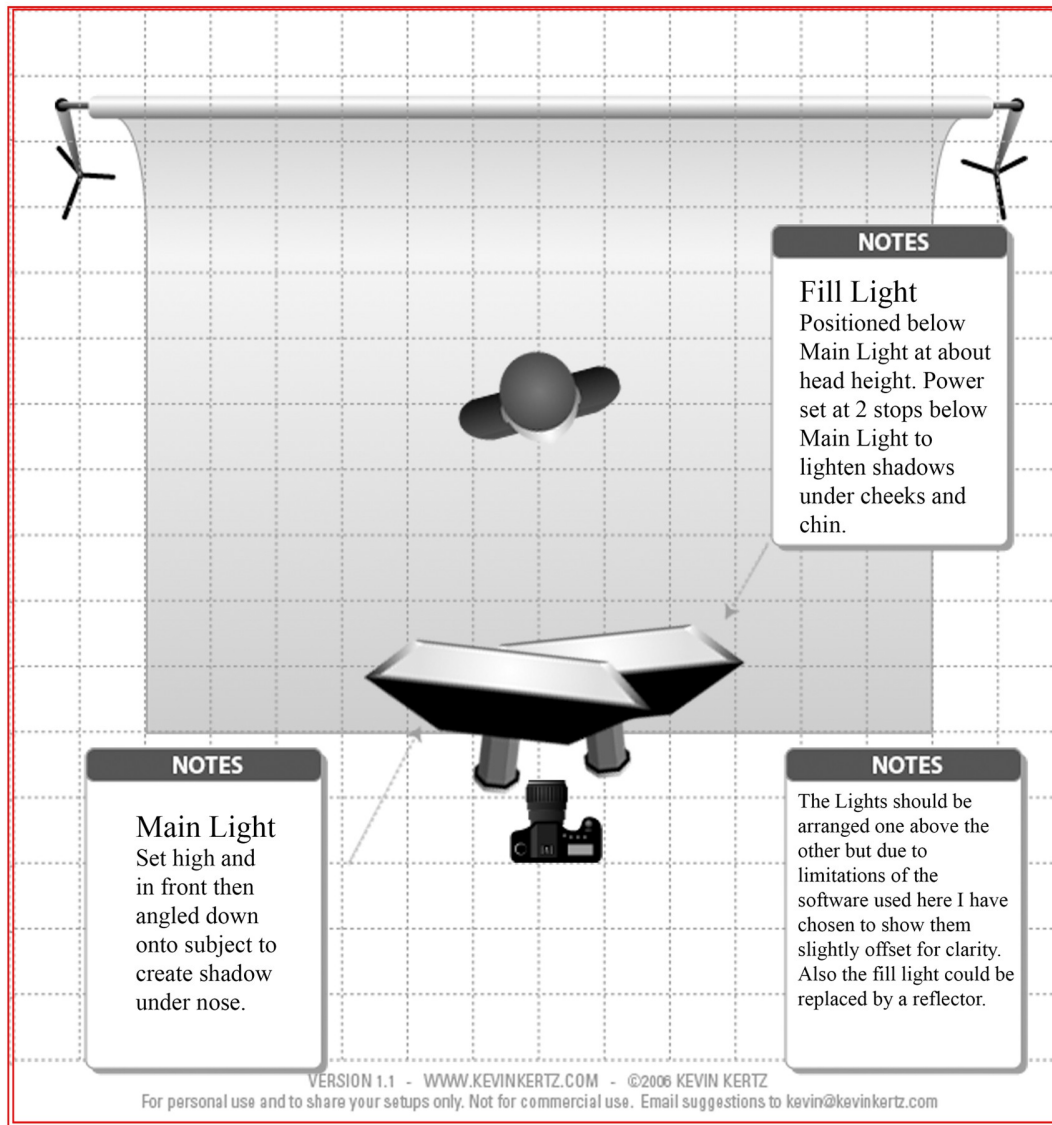 NOTES
Fill Light
Positioned below
Main Light at about
head height. Power
set at 2 stops below
Main Light to
lighten shadows
under cheeks and
chin.
NOTES
Main Light
Set high and
in front then
angled down
onto subject to
create shadow
under nose.
NOTES
The Lights should be
arranged one above the
other but due to
limitations of the
software used here I have
chosen to show them
slightly offset for clarity.
Also the fill light could be
replaced by a reflector.
VERSION 1.1 - WWW.KEVINKERTZ.COM - ©2006 KEVIN KERTZ
For personal use and to share your setups only. Not for commercial use. Email suggestions to kevin@kevinkertz.com